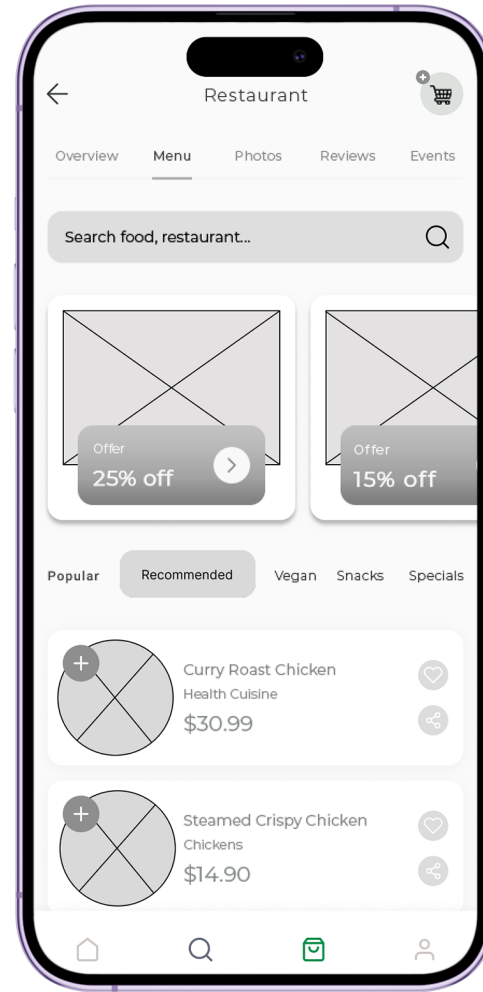 Restaurant
Overview Menu Photos Reviews Events
Search food, restaurant...
Offer
25% off
Offer
15% off
Popular Recommended Vegan Snacks Specials
Curry Roast Chicken
Health Cuisine
$30.99
Steamed Crispy Chicken
Chickens
$14.90